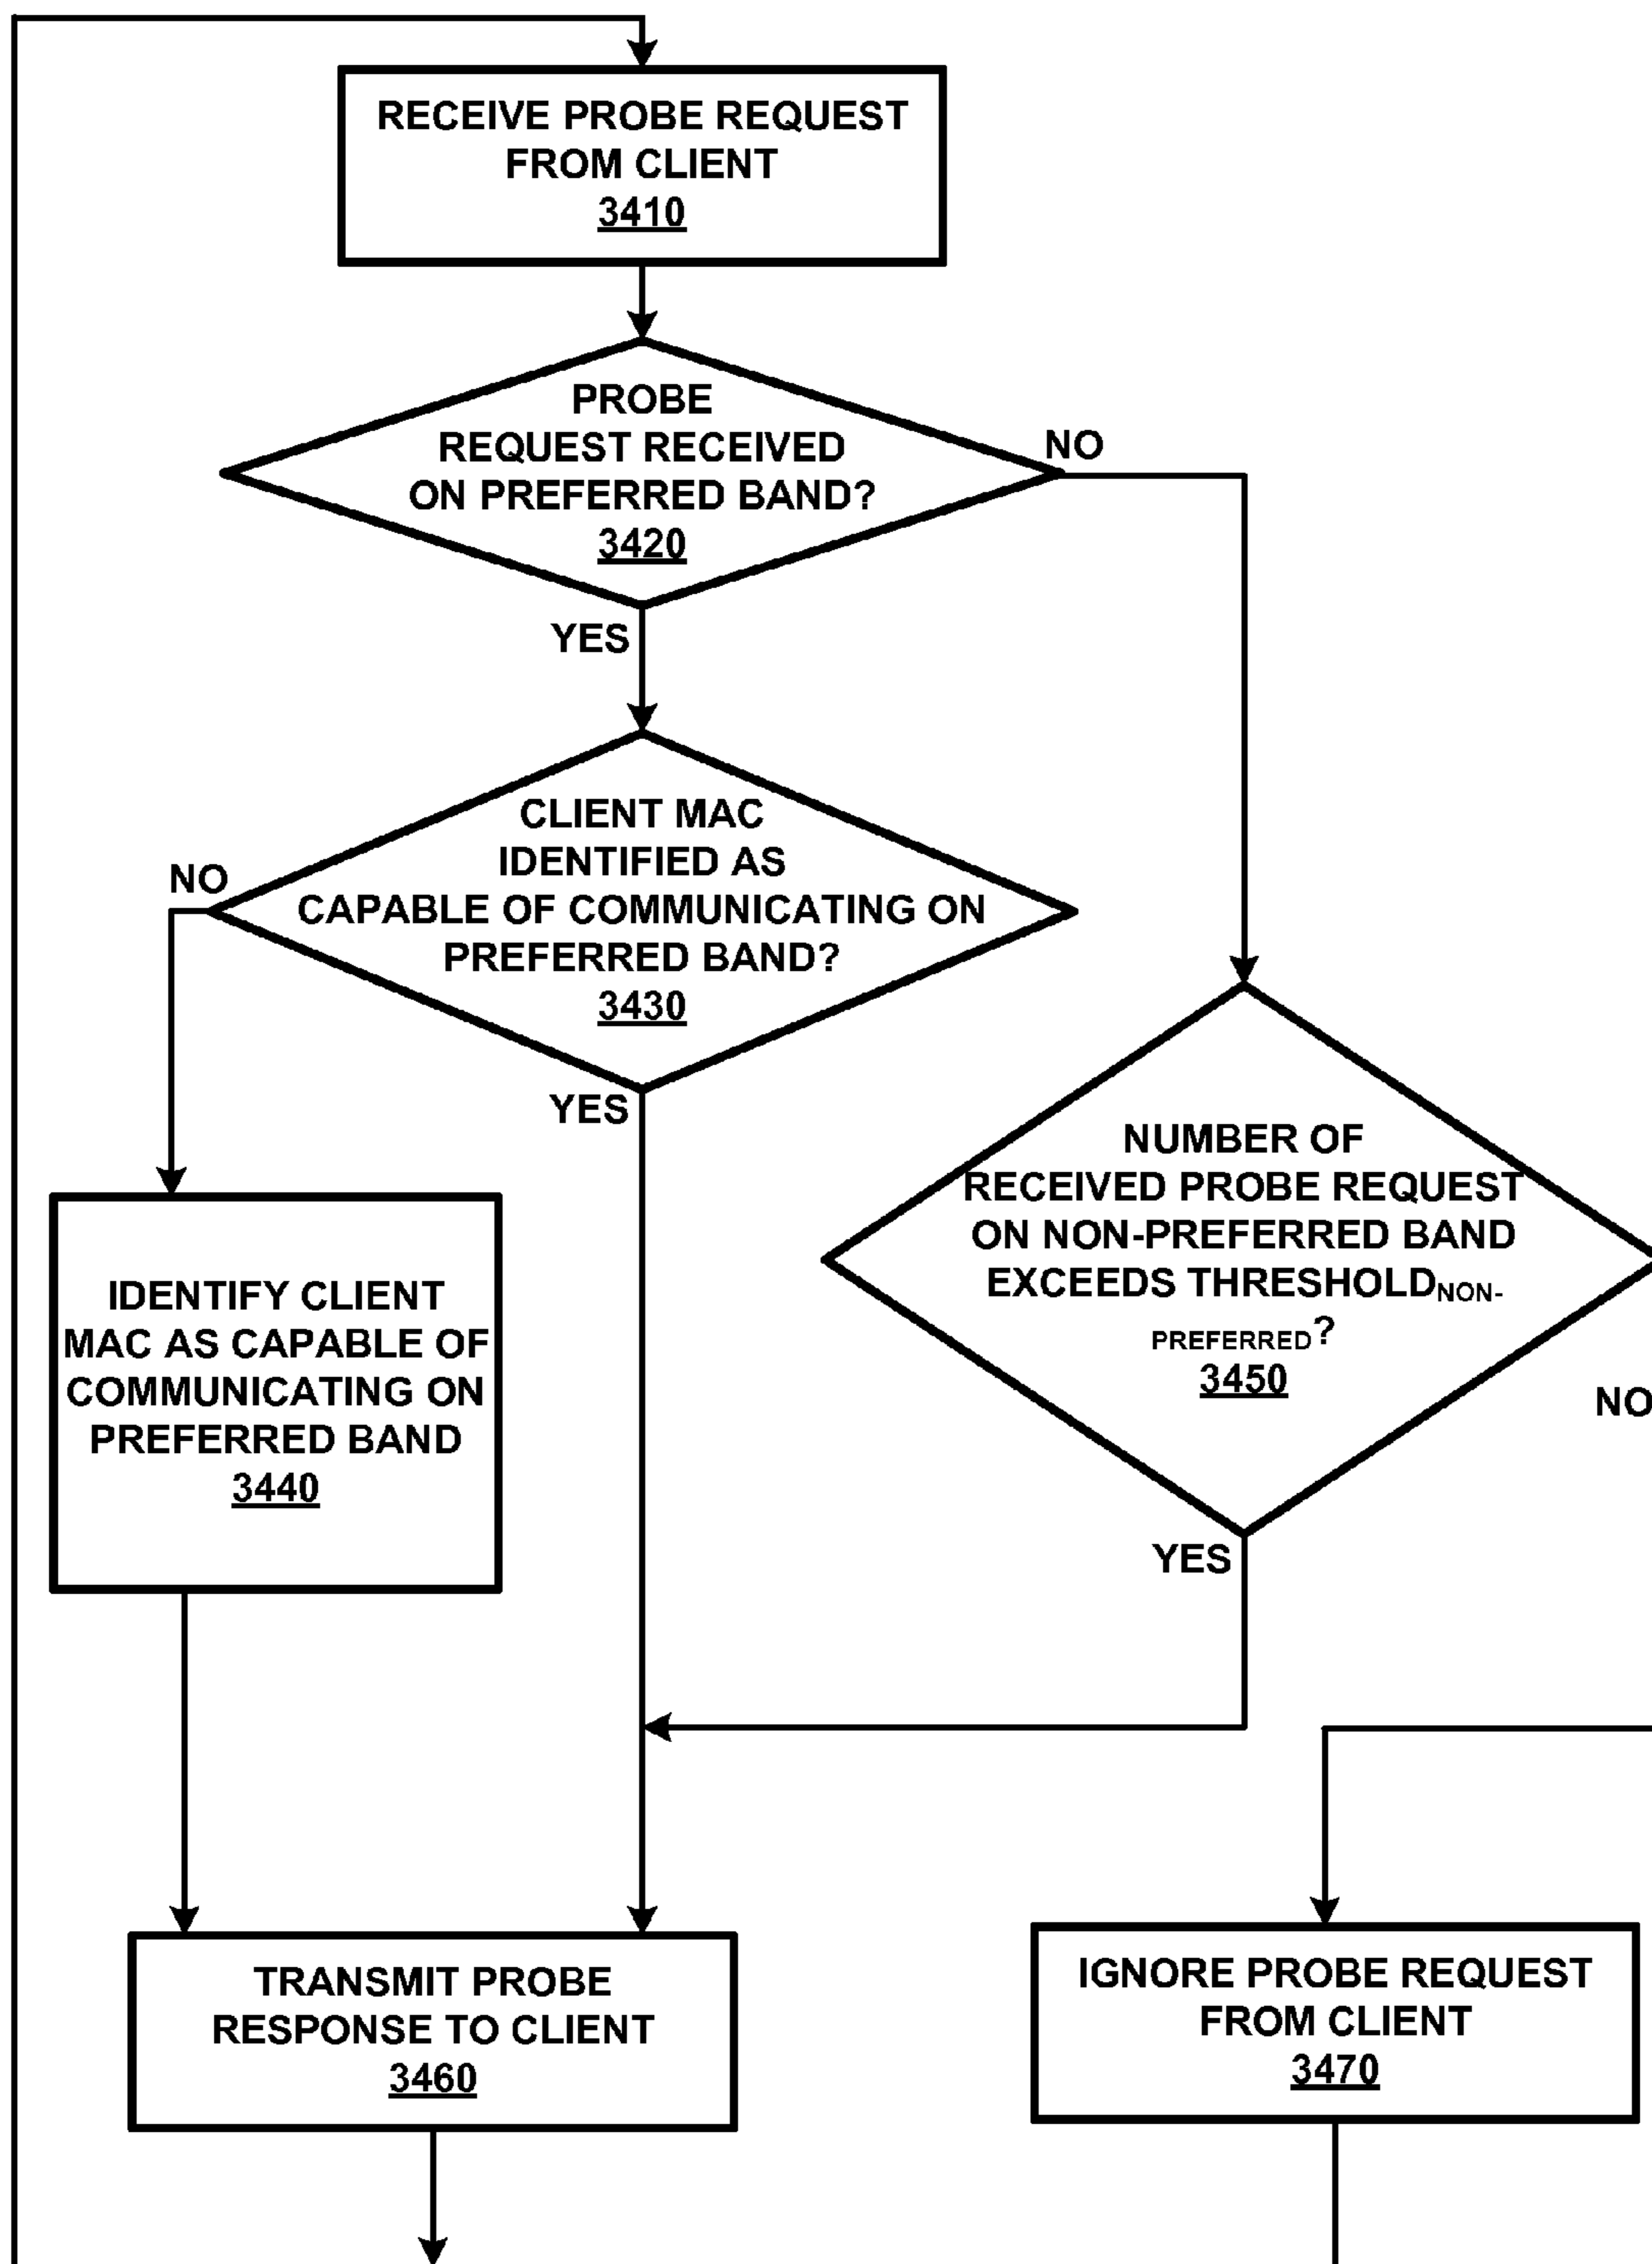 RECEIVE PROBE REQUEST
FROM CLIENT
3410
PROBE
REQUEST RECEIVED
ON PREFERRED BAND?
3420
NO
YES
CLIENT MAC
IDENTIFIED AS
CAPABLE OF COMMUNICATING ON
PREFERRED BAND?
3430
NO
YES
NUMBER OF
RECEIVED PROBE REQUEST
ON NON-PREFERRED BAND
EXCEEDS THRESHOLDNON-
PREFERRED?
3450
NO
YES
IDENTIFY CLIENT
MAC AS CAPABLE OF
COMMUNICATING ON
PREFERRED BAND
3440
TRANSMIT PROBE
RESPONSE TO CLIENT
3460
IGNORE PROBE REQUEST
FROM CLIENT
3470